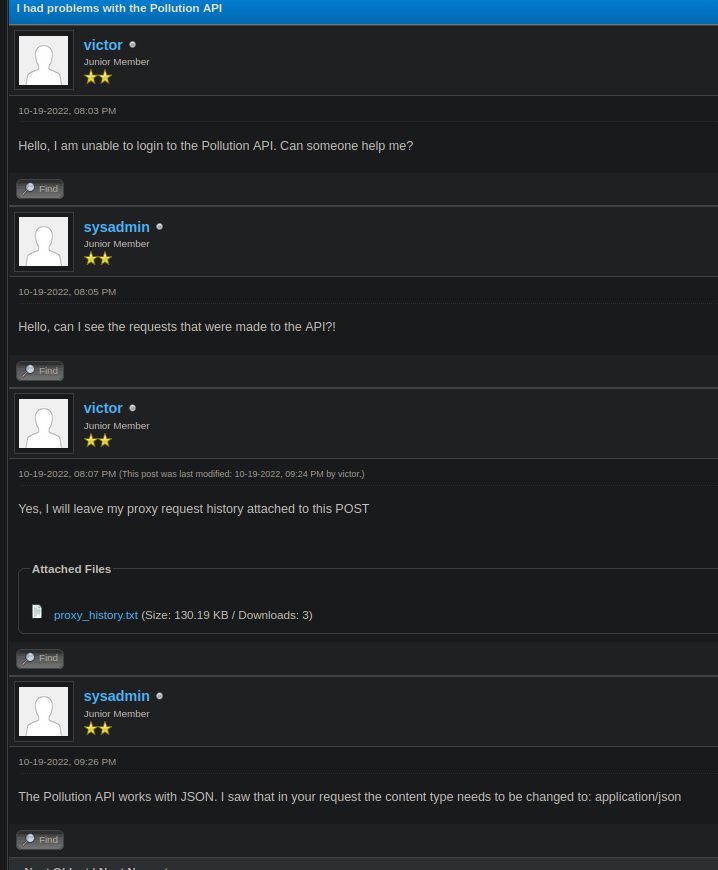 I had problems with the Pollution API
victor
Junior Member
10-19-2022, 08:03 PM
Hello, I am unable to login to the Pollution API. Can someone help me?
Find
sysadmin
Junior Member
10-19-2022, 08:05 PM
Hello, can I see the requests that were made to the API?!
Find
victor
Junior Member
10-19-2022, 08:07 PM (This post was last modified: 10-19-2022, 09:24 PM by victor.)
Yes, I will leave my proxy request history attached to this POST
Attached Files
proxy_history.txt (Size: 130.19 KB / Downloads: 3)
Find
sysadmin
Junior Member
10-19-2022, 09:26 PM
The Pollution API works with JSON. I saw that in your request the content type needs to be changed to: application/json
Find